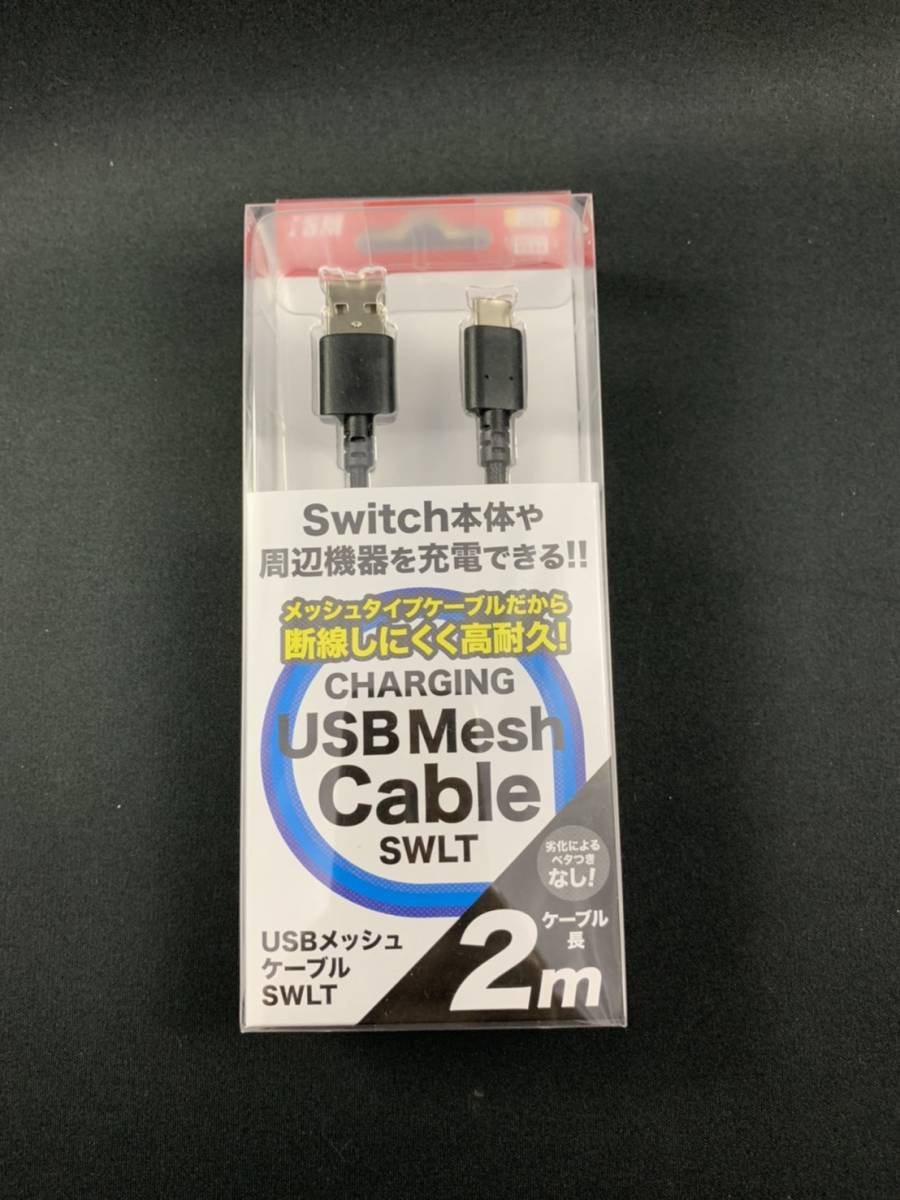 Switch本体や
周辺機器を充電できる!!
メッシュタイプケーブルだから
断線しにくく高耐久!
CHARGING
USB Mesh
Cable
SWLT
劣化による
ベタつき
なし!
USBメッシュ
ケーブル
SWLT
ケーブル
長
2m